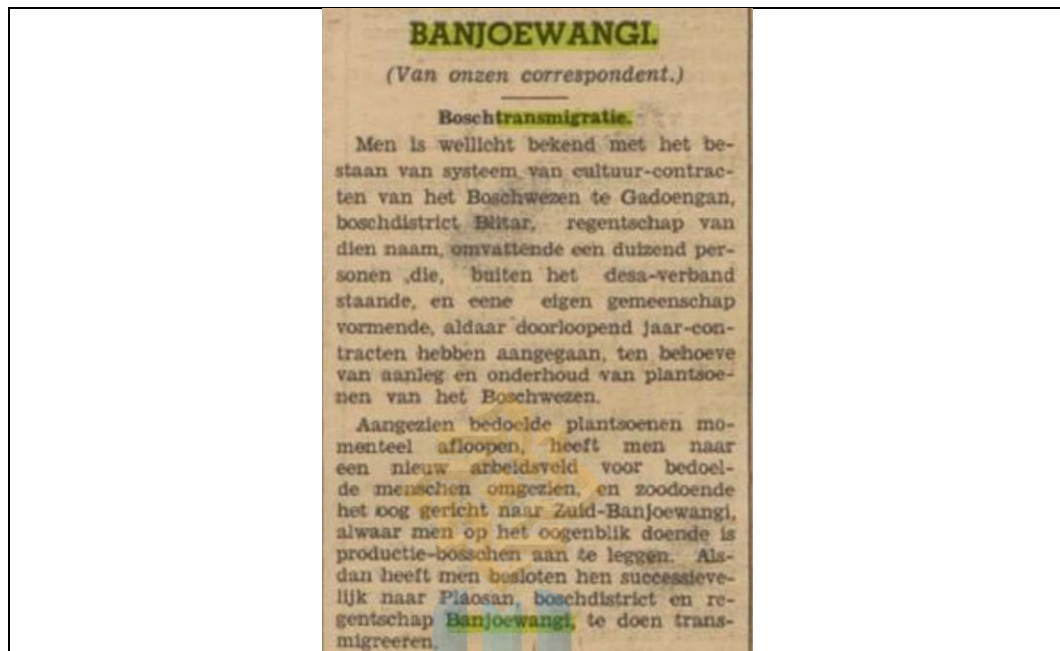 BANJOEWANGI.
(Van onzen correspondent.)
Boschtransmigratie.
Men is wellicht bekend met het be-
staan van systeem van cultuur-contrac-
ten van het Boschwezen te Gadoengan,
boschdistrict Blitar, regentschap van
dien naam, omvattende een duizend per-
sonen ,die, buiten het desa-verband
staande, en eene eigen gemeenschap
vormende, aldaar doorloopend jaar-con-
tracten hebben aangegaan, ten behoeve
van aanleg en onderhoud van plantsoe-
nen van het Boschwezen.
Aangezien bedoelde plantsoenen mo-
menteel afloopen, heeft men naar
een nieuw arbeidsveld voor bedoel-
de menschen omgezien, en zoodoende
het oog gericht naar Zuid-Banjoewangi,
alwaar men op het oogenblik doende is
productie-bosschen aan te leggen. Als-
dan heeft men besloten hen successieve-
lijk naar Plaosan, boschdistrict en re-
gentschap Banjoewangi, te doen trans-
migreeren.